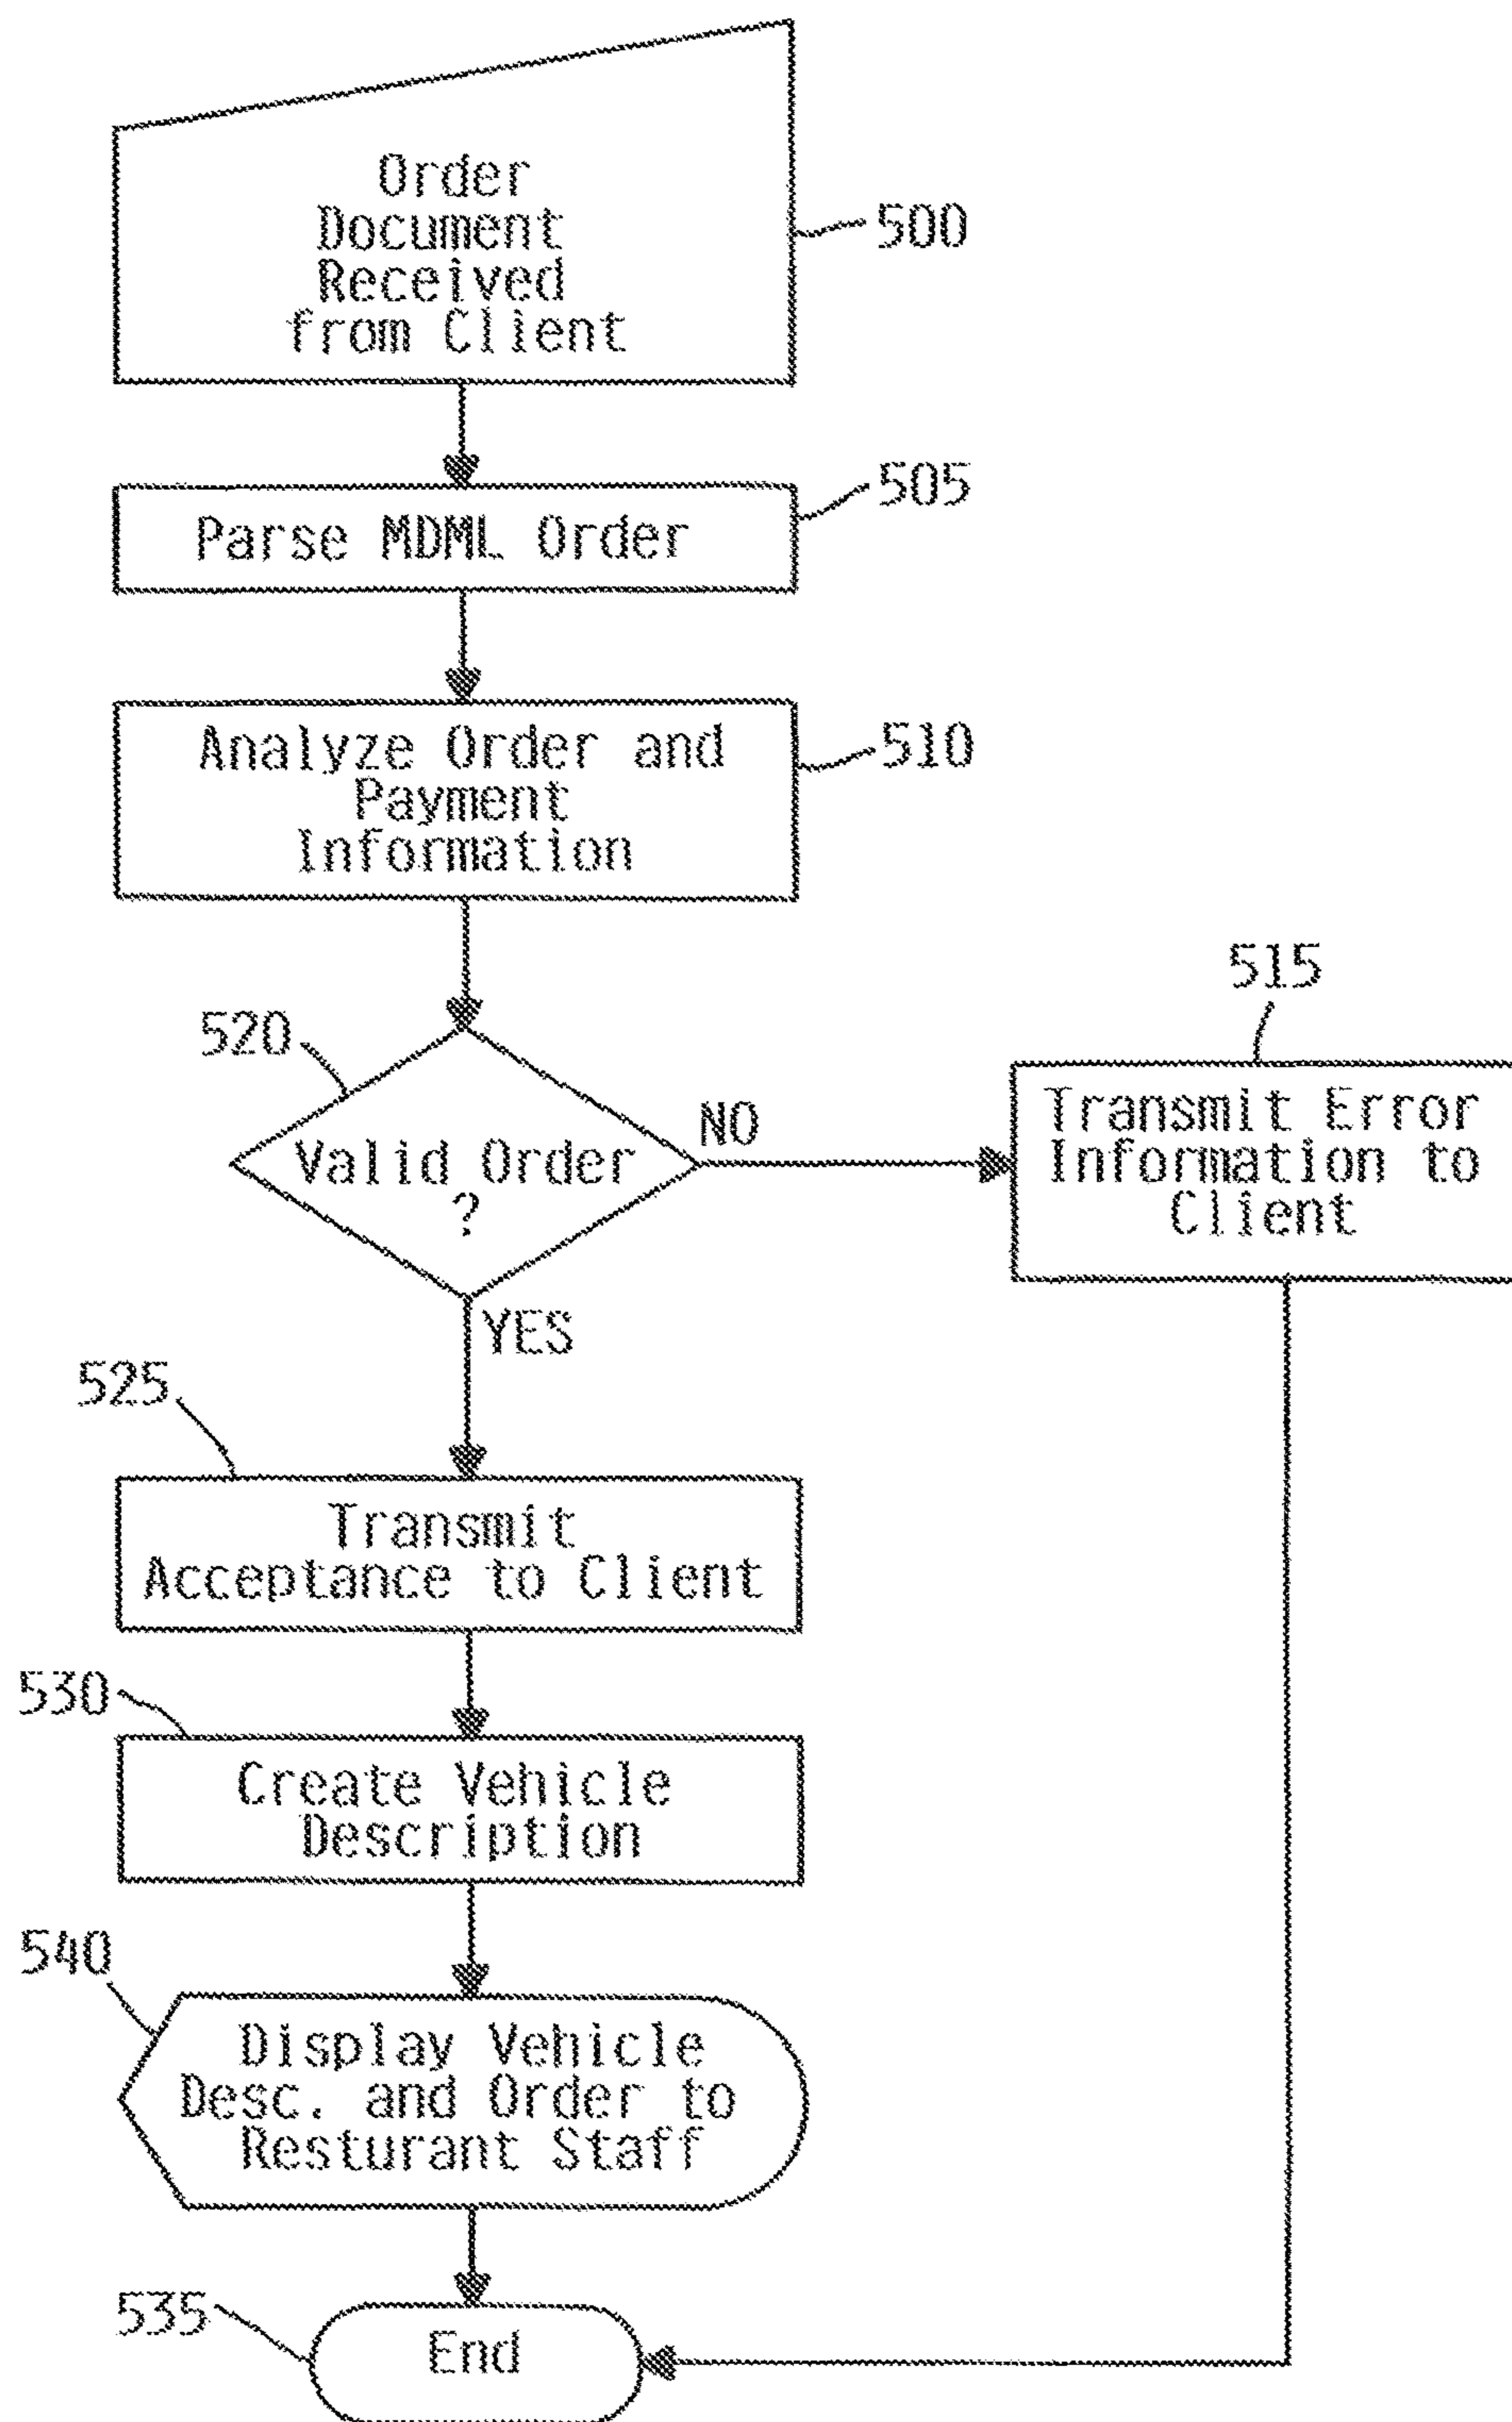 Order
Document
Received
from Client
500
505
Parse MDML Order
Analyze Order and
Payment
Information
510
515
520
Valid Order
?
NO
Transmit Error
Information to
Client
YES
525
Transmit
Acceptance to Client
530
Create Vehicle
Description
540
Display Vehicle
Desc. and Order to
Resturant Staff
535
End